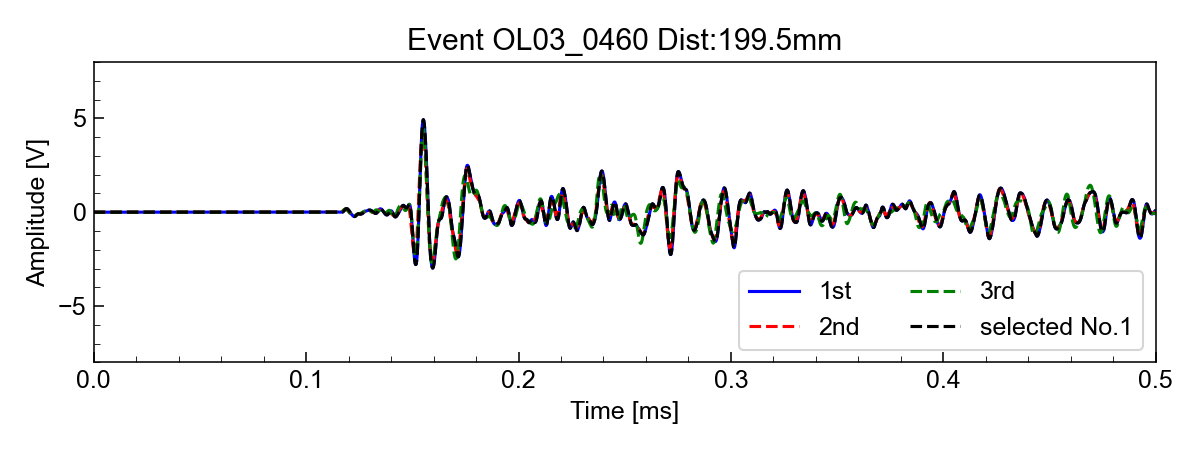 Event OL03_0460 Dist:199.5mm
Amplitude [V]
5
0
−5
1st
2nd
3rd
selected No.1
0.0 0.1 0.2 0.3 0.4 0.5
Time [ms]